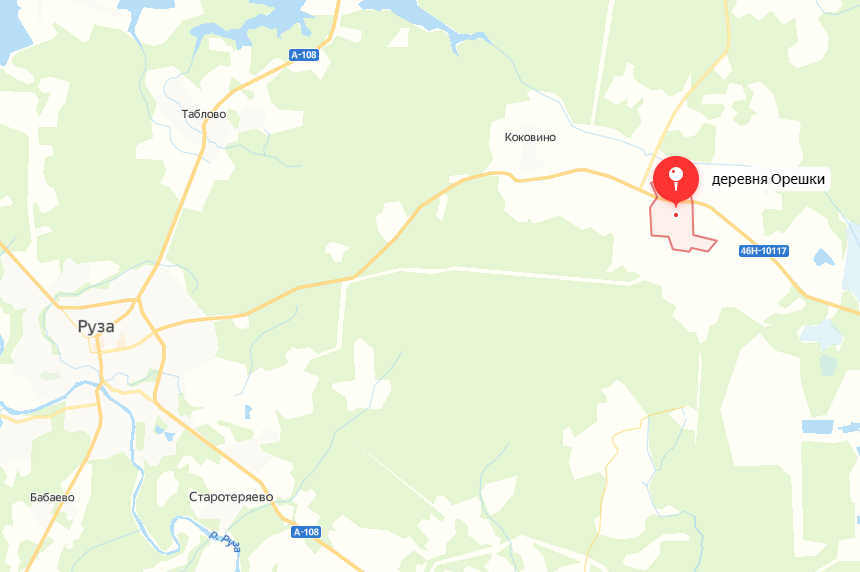 А-108
Таблово
Коковино
деревня Орешки
46Н-10117
Руза
Бабаево
Старотеряево
А-108
р. Руза